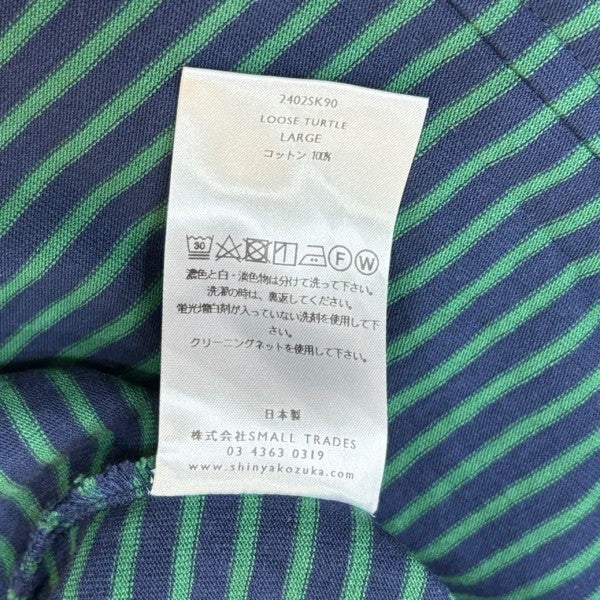 2402SK90
LOOSE TURTLE
LARGE
コットン 100%
30 F W
濃色と白・淡色物は分けて洗って下さい。
洗濯の時は、裏返してください。
蛍光増白剤が入っていない洗剤を使用して下さい。
クリーニングネットを使用して下さい。
日本製
株式会社SMALL TRADES
03 4363 0319
www.shinyakozuka.com